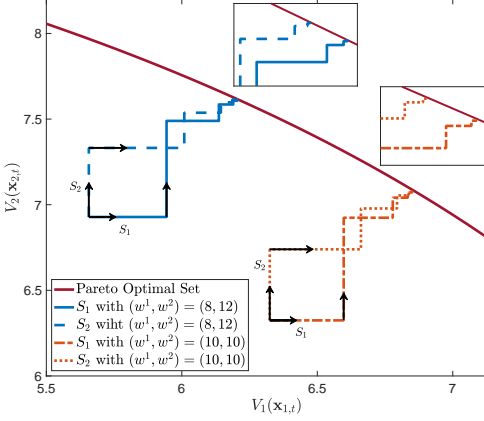 8
7.5
7
6.5
6
V₂(x₂,ₜ)
S₂
S₁
S₂
S₁
Pareto Optimal Set
S₁ with (w¹, w²) = (8, 12)
S₂ wiht (w¹, w²) = (8, 12)
S₁ with (w¹, w²) = (10, 10)
S₂ with (w¹, w²) = (10, 10)
5.5 6 6.5 7
V₁(x₁,ₜ)